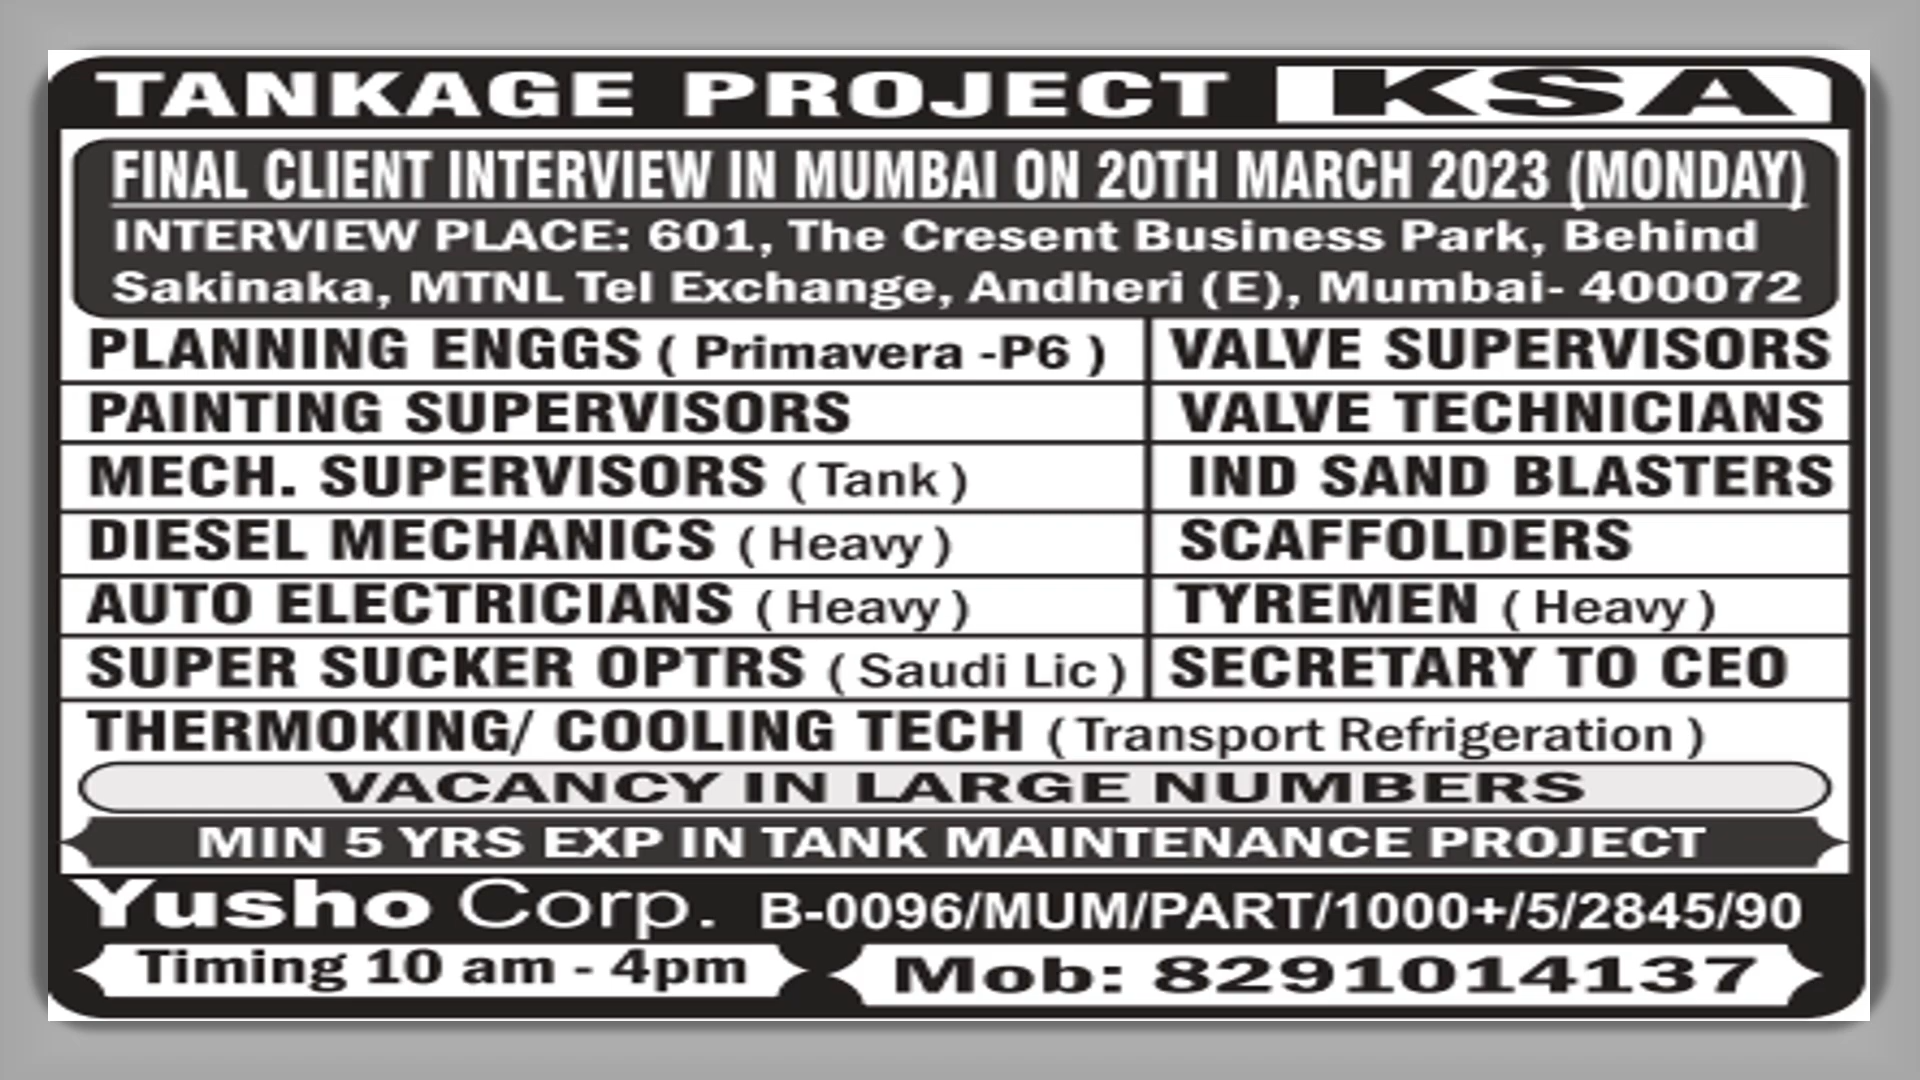 TANKAGE PROJECT KSA
FINAL CLIENT INTERVIEW IN MUMBAI ON 20TH MARCH 2023 (MONDAY)
INTERVIEW PLACE: 601, The Cresent Business Park, Behind
Sakinaka, MTNL Tel Exchange, Andheri (E), Mumbai- 400072
PLANNING ENGGS ( Primavera -P6 ) VALVE SUPERVISORS
PAINTING SUPERVISORS VALVE TECHNICIANS
MECH. SUPERVISORS ( Tank ) IND SAND BLASTERS
DIESEL MECHANICS ( Heavy ) SCAFFOLDERS
AUTO ELECTRICIANS ( Heavy ) TYREMEN ( Heavy )
SUPER SUCKER OPTRS ( Saudi Lic ) SECRETARY TO CEO
THERMOKING/ COOLING TECH ( Transport Refrigeration )
VACANCY IN LARGE NUMBERS
MIN 5 YRS EXP IN TANK MAINTENANCE PROJECT
Yusho Corp. B-0096/MUM/PART/1000+/5/2845/90
Timing 10 am - 4pm Mob: 8291014137